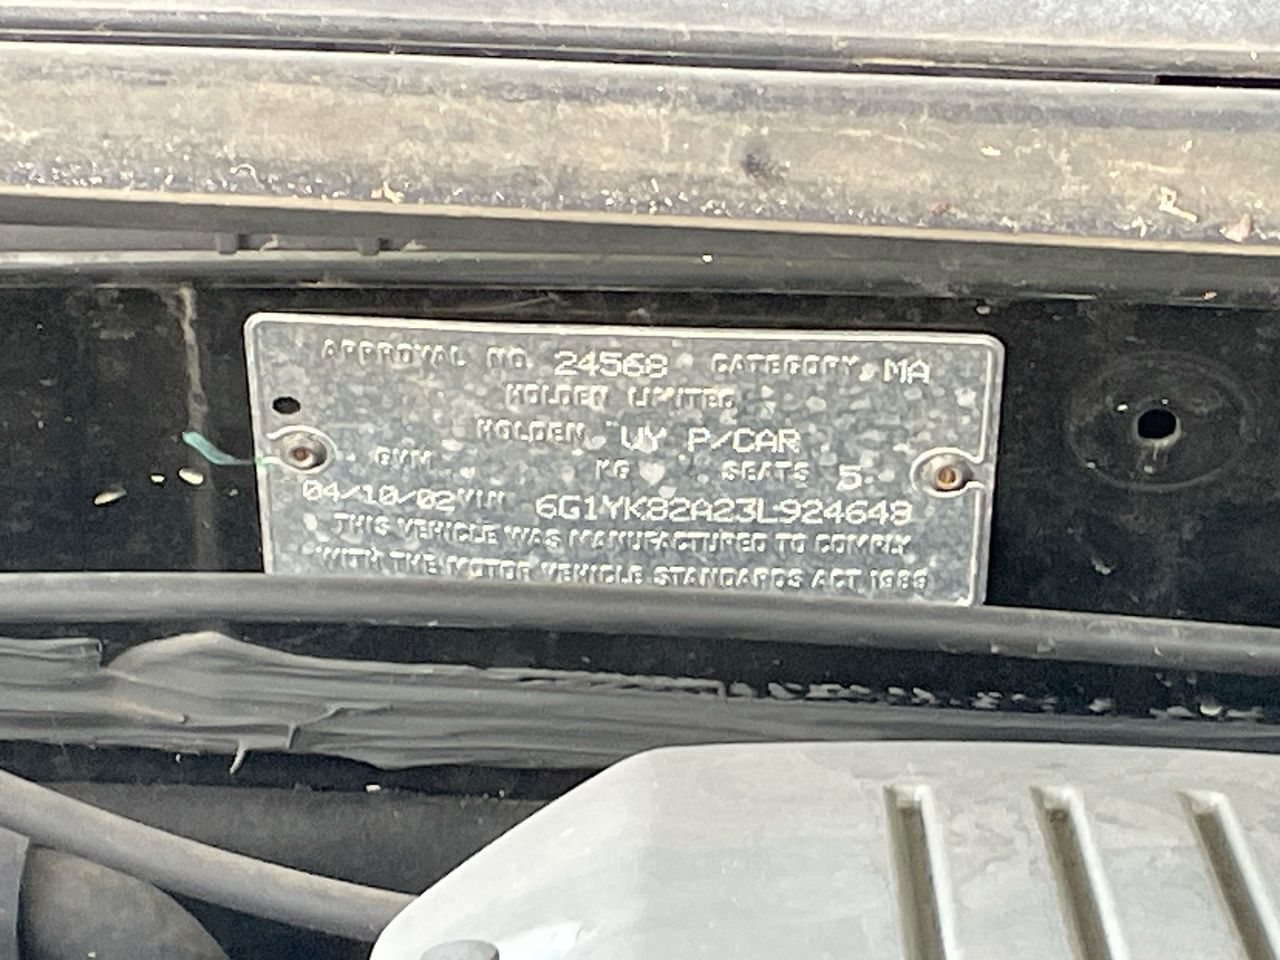 APPROVAL NO. 24568 CATEGORY MA
HOLDEN LIMITED
HOLDEN VY P/CAR
GVM KG SEATS 5
04/10/02 VIN 6G1YK82A23L924649
THIS VEHICLE WAS MANUFACTURED TO COMPLY
WITH THE MOTOR VEHICLE STANDARDS ACT 1989